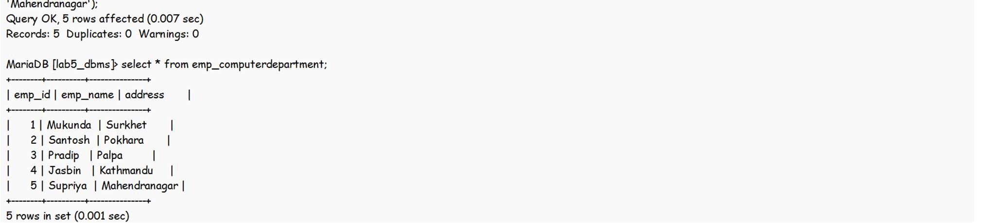 'Mahendranagar');
Query OK, 5 rows affected (0.007 sec)
Records: 5  Duplicates: 0  Warnings: 0
MariaDB [lab5_dbms]> select * from emp_computerdepartment;
+--------+----------+---------------+
| emp_id | emp_name | address       |
+--------+----------+---------------+
|      1 | Mukunda  | Surkhet       |
|      2 | Santosh  | Pokhara       |
|      3 | Pradip   | Palpa         |
|      4 | Jasbin   | Kathmandu     |
|      5 | Supriya  | Mahendranagar |
+--------+----------+---------------+
5 rows in set (0.001 sec)